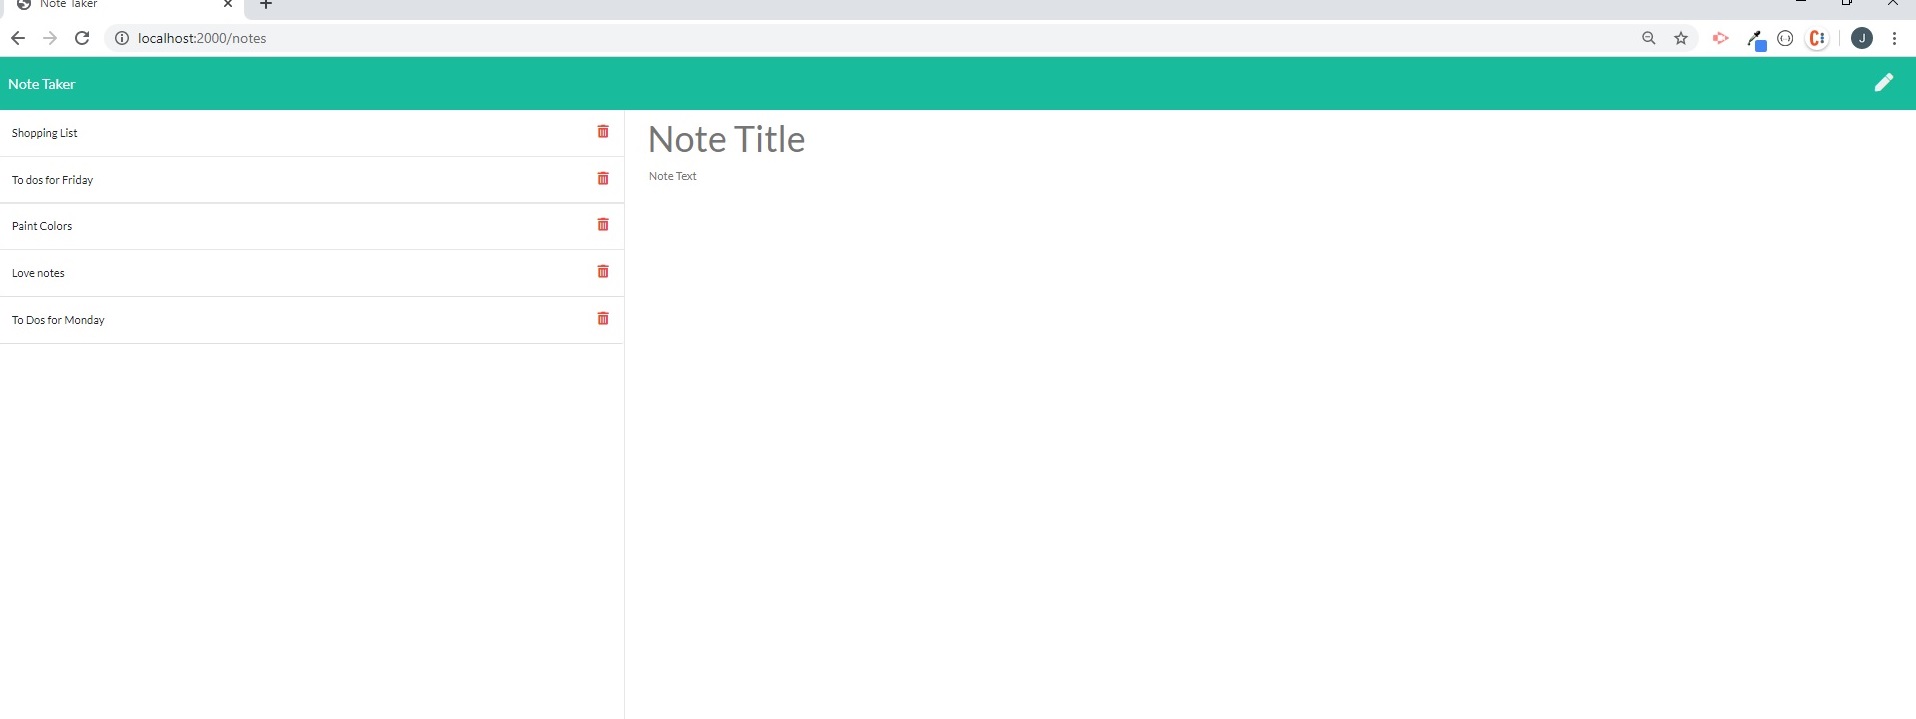 Note Taker
localhost:2000/notes
J
Note Taker
Shopping List
To dos for Friday
Paint Colors
Love notes
To Dos for Monday
Note Title
Note Text